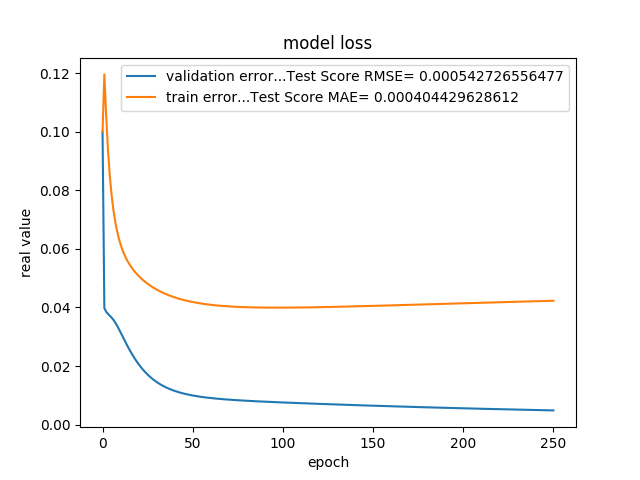 model loss
validation error...Test Score RMSE= 0.000542726556477
train error...Test Score MAE= 0.000404429628612
0.12
0.10
0.08
0.06
0.04
0.02
0.00
real value
0 50 100 150 200 250
epoch